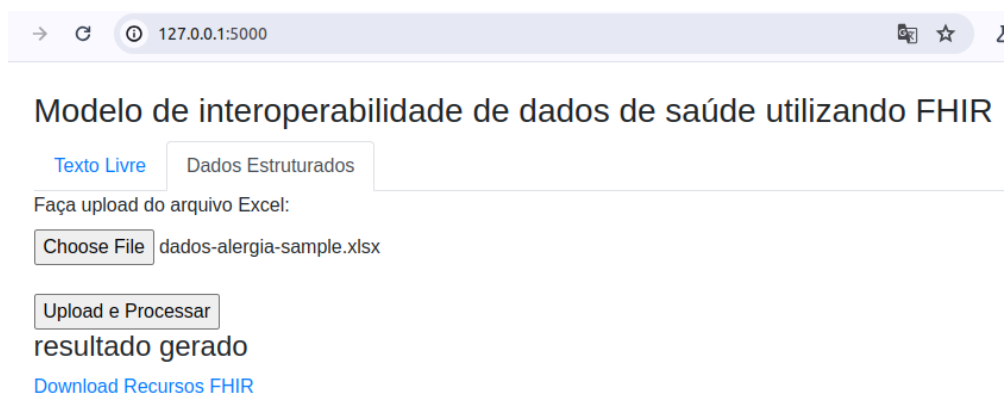 127.0.0.1:5000
Modelo de interoperabilidade de dados de saúde utilizando FHIR
Texto Livre Dados Estruturados
Faça upload do arquivo Excel:
Choose File dados-alergia-sample.xlsx
Upload e Processar
resultado gerado
Download Recursos FHIR